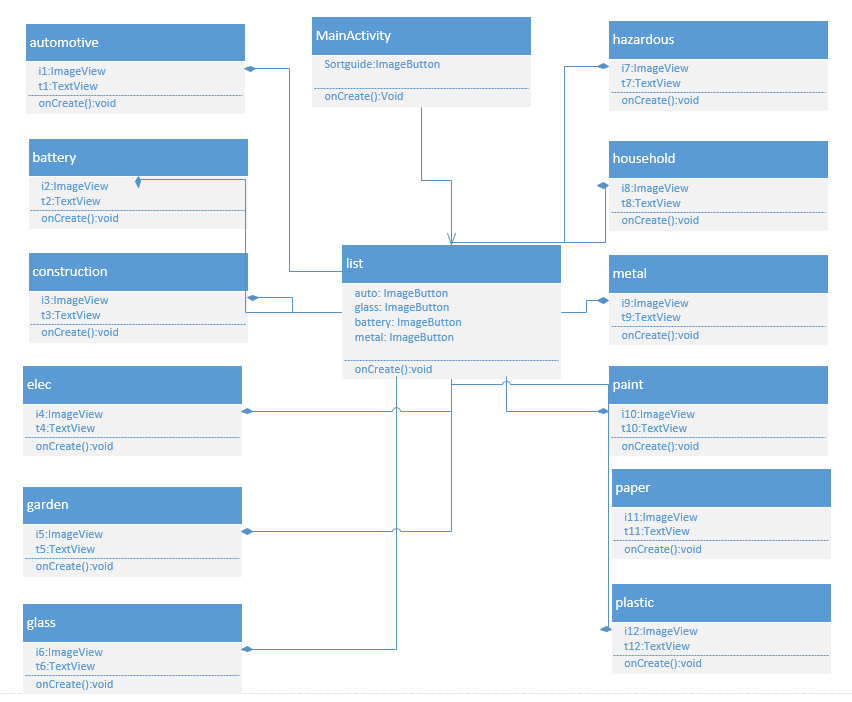 automotive
i1:ImageView
t1:TextView
onCreate():void
MainActivity
Sortguide:ImageButton
onCreate():Void
hazardous
i7:ImageView
t7:TextView
onCreate():void
battery
i2:ImageView
t2:TextView
onCreate():void
household
i8:ImageView
t8:TextView
onCreate():void
construction
i3:ImageView
t3:TextView
onCreate():void
list
auto: ImageButton
glass: ImageButton
battery: ImageButton
metal: ImageButton
onCreate():void
metal
i9:ImageView
t9:TextView
onCreate():void
elec
i4:ImageView
t4:TextView
onCreate():void
paint
i10:ImageView
t10:TextView
onCreate():void
garden
i5:ImageView
t5:TextView
onCreate():void
paper
i11:ImageView
t11:TextView
onCreate():void
glass
i6:ImageView
t6:TextView
onCreate():void
plastic
i12:ImageView
t12:TextView
onCreate():void